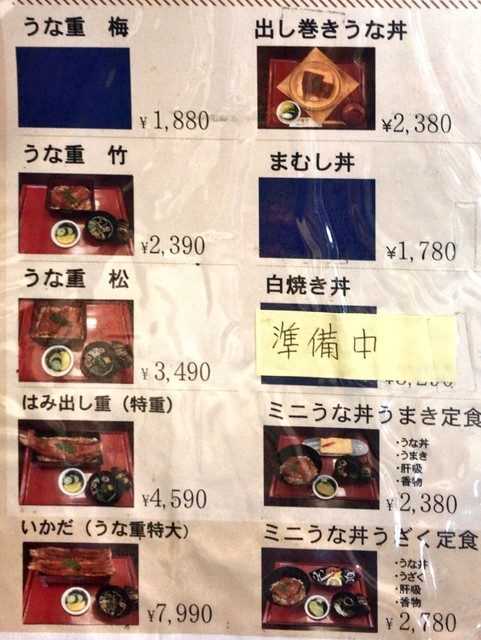 うな重 梅
¥1,880
うな重 竹
¥2,390
うな重 松
¥3,490
はみ出し重(特重)
¥4,590
いかだ(うな重特大)
¥7,990
出し巻きうな丼
¥2,380
まむし丼
¥1,780
白焼き丼
準備中
ミニうな丼うまき定食
・うな丼
・うまき
・肝吸
・香物
¥2,380
ミニうな丼うざく定食
・うな丼
・うざく
・肝吸
・香物
¥2,780